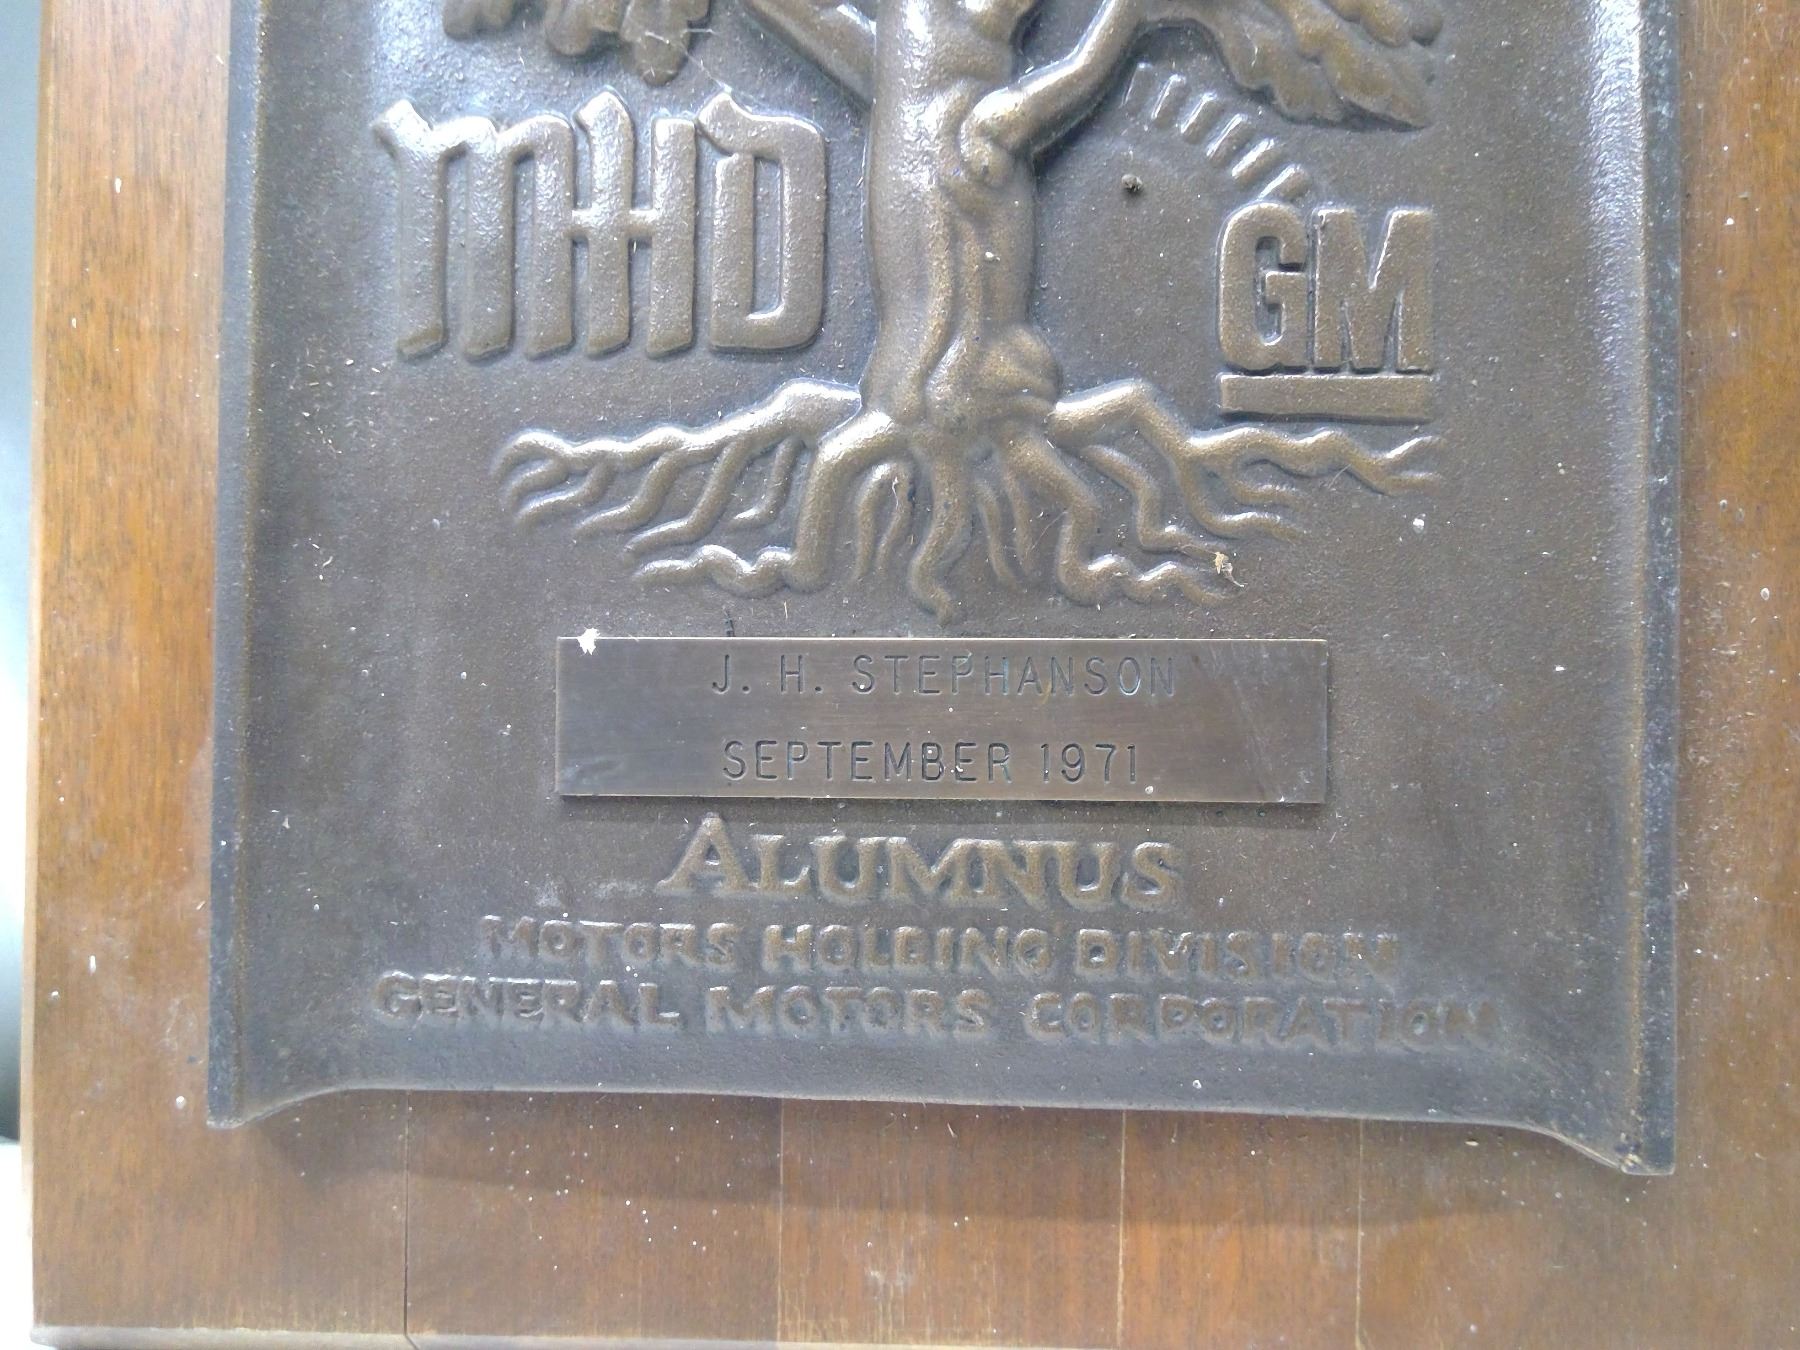 MHD
GM
J. H. STEPHANSON
SEPTEMBER 1971
ALUMNUS
MOTORS HOLDING DIVISION
GENERAL MOTORS CORPORATION